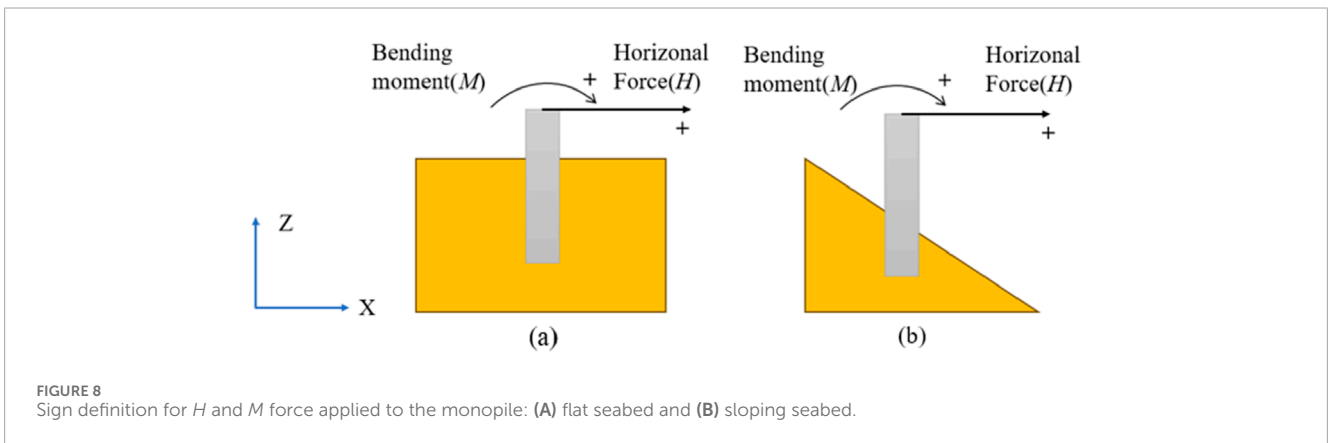 Bending
moment(M)
+
Horizonal
Force(H)
+
Bending
moment(M)
+
Horizonal
Force(H)
+
Z
X
(a)
(b)
FIGURE 8
Sign definition for H and M force applied to the monopile: (A) flat seabed and (B) sloping seabed.